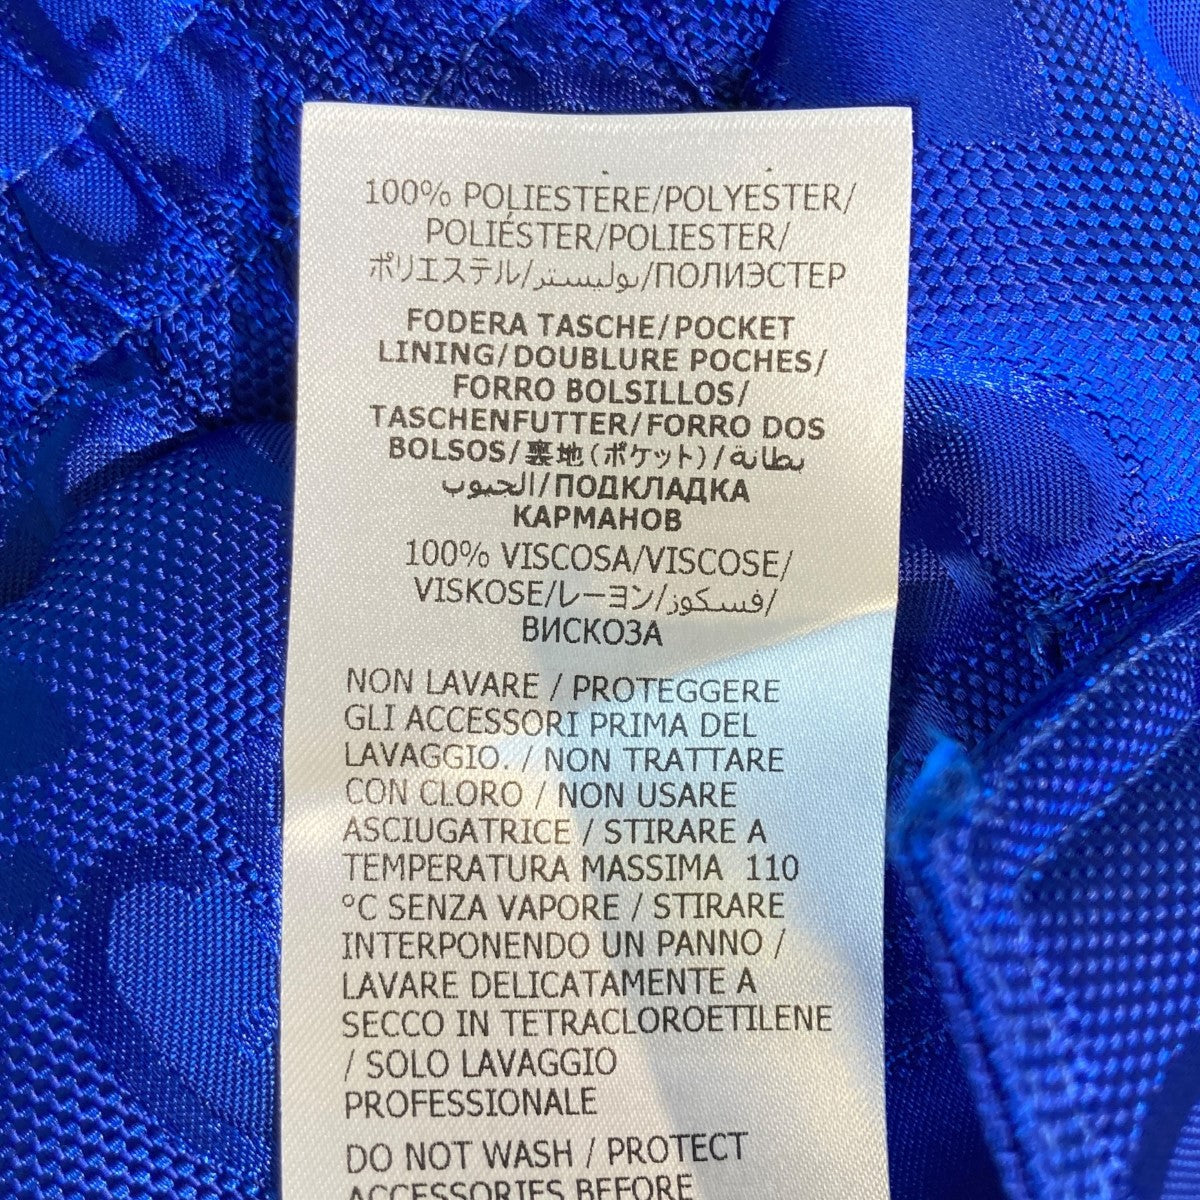 100% POLIESTERE/POLYESTER/
POLIÉSTER/POLIESTER/
ポリエステル/بوليستر/ПОЛИЭСТЕР
FODERA TASCHE/POCKET
LINING/DOUBLURE POCHES/
FORRO BOLSILLOS/
TASCHENFUTTER/FORRO DOS
BOLSOS/裏地(ポケット)/بطانة
الجيوب/ПОДКЛАДКА
КАРМАНОВ
100% VISCOSA/VISCOSE/
VISKOSE/レーヨン/فسكوز/
ВИСКОЗА
NON LAVARE / PROTEGGERE
GLI ACCESSORI PRIMA DEL
LAVAGGIO. / NON TRATTARE
CON CLORO / NON USARE
ASCIUGATRICE / STIRARE A
TEMPERATURA MASSIMA 110
°C SENZA VAPORE / STIRARE
INTERPONENDO UN PANNO /
LAVARE DELICATAMENTE A
SECCO IN TETRACLOROETILENE
/ SOLO LAVAGGIO
PROFESSIONALE
DO NOT WASH / PROTECT
ACCESSORIES BEFORE